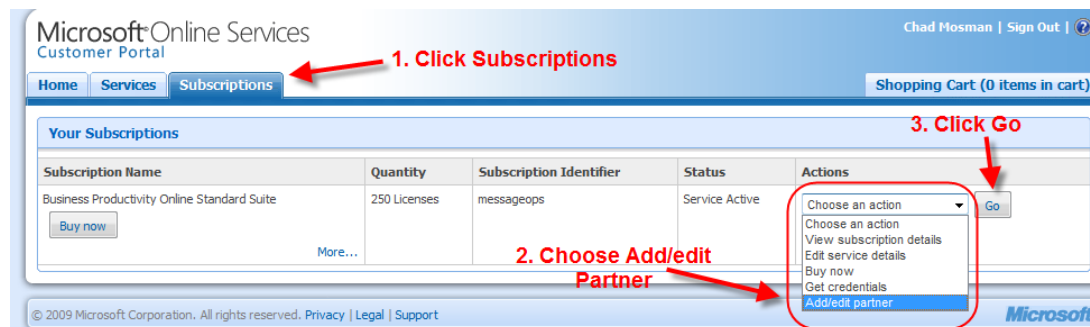 Microsoft Online Services
Customer Portal
Chad Mosman | Sign Out | ?
1. Click Subscriptions
Home Services Subscriptions
Shopping Cart (0 items in cart)
Your Subscriptions
3. Click Go
Subscription Name Quantity Subscription Identifier Status Actions
Business Productivity Online Standard Suite 250 Licenses messageops Service Active Choose an action Go
Buy now
More...
Choose an action
View subscription details
Edit service details
Buy now
Get credentials
Add/edit partner
2. Choose Add/edit
Partner
© 2009 Microsoft Corporation. All rights reserved. Privacy | Legal | Support
Microsoft